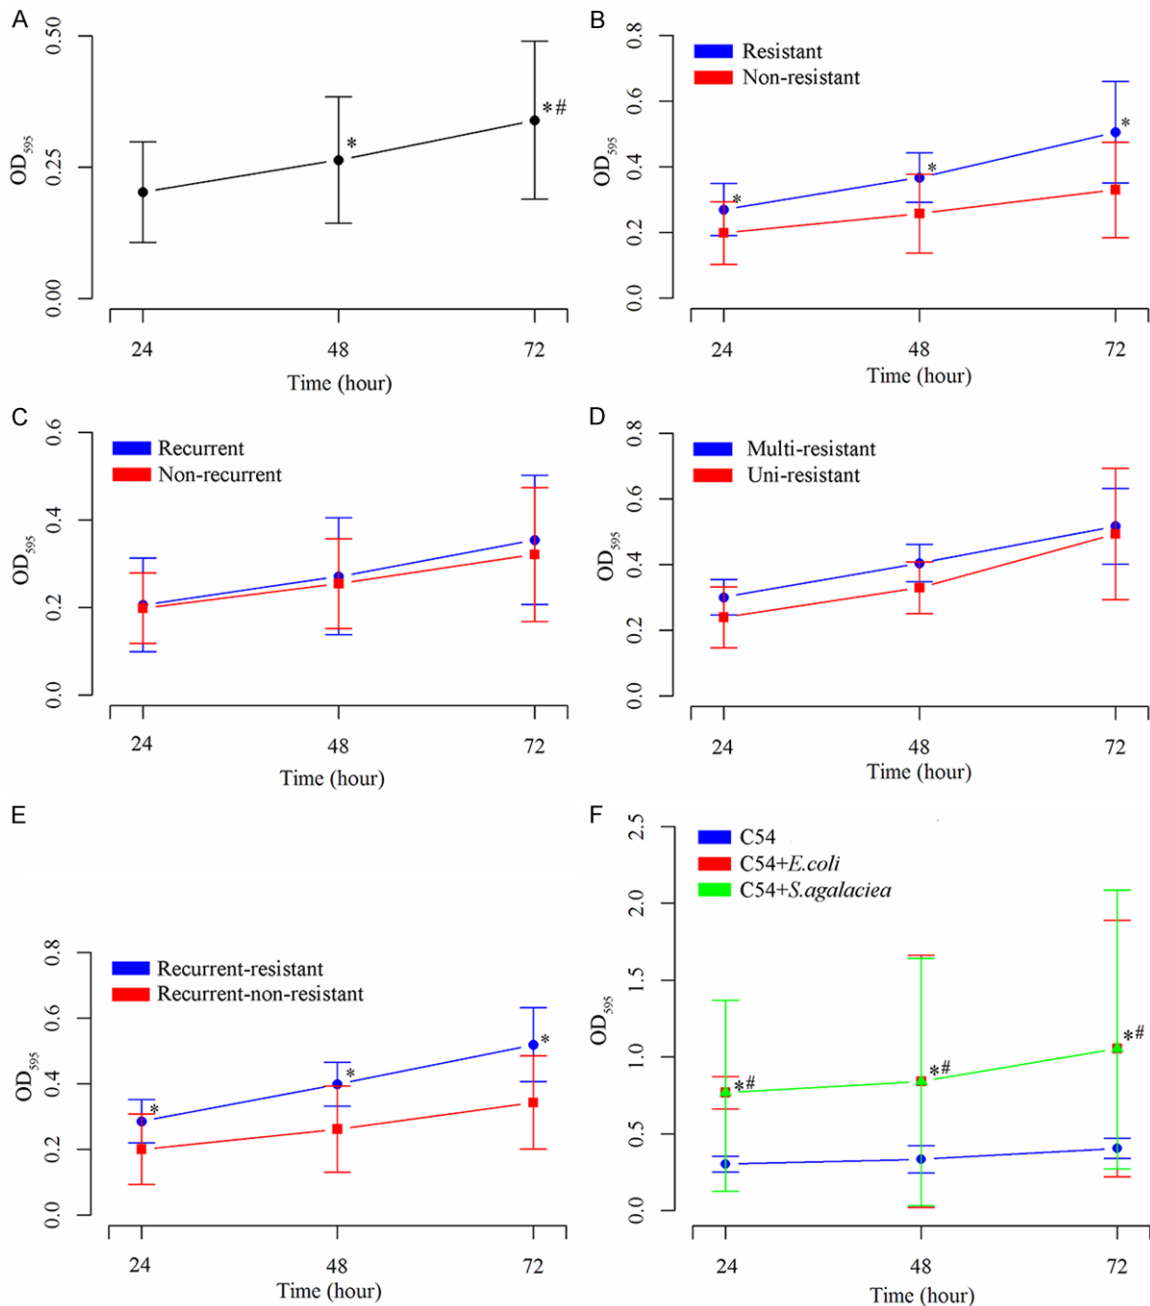 A
OD595
0.50
0.25
0.00
*
*#
24 48 72
Time (hour)
B
OD595
0.8
0.6
0.4
0.2
0.0
Resistant
Non-resistant
*
*
*
24 48 72
Time (hour)
C
OD595
0.6
0.4
0.2
0.0
Recurrent
Non-recurrent
24 48 72
Time (hour)
D
OD595
0.8
0.6
0.4
0.2
0.0
Multi-resistant
Uni-resistant
24 48 72
Time (hour)
E
OD595
0.8
0.6
0.4
0.2
0.0
Recurrent-resistant
Recurrent-non-resistant
*
*
*
24 48 72
Time (hour)
F
OD595
2.5
2.0
1.5
1.0
0.5
0.0
C54
C54+E.coli
C54+S.agalaciea
*#
*#
*#
24 48 72
Time (hour)